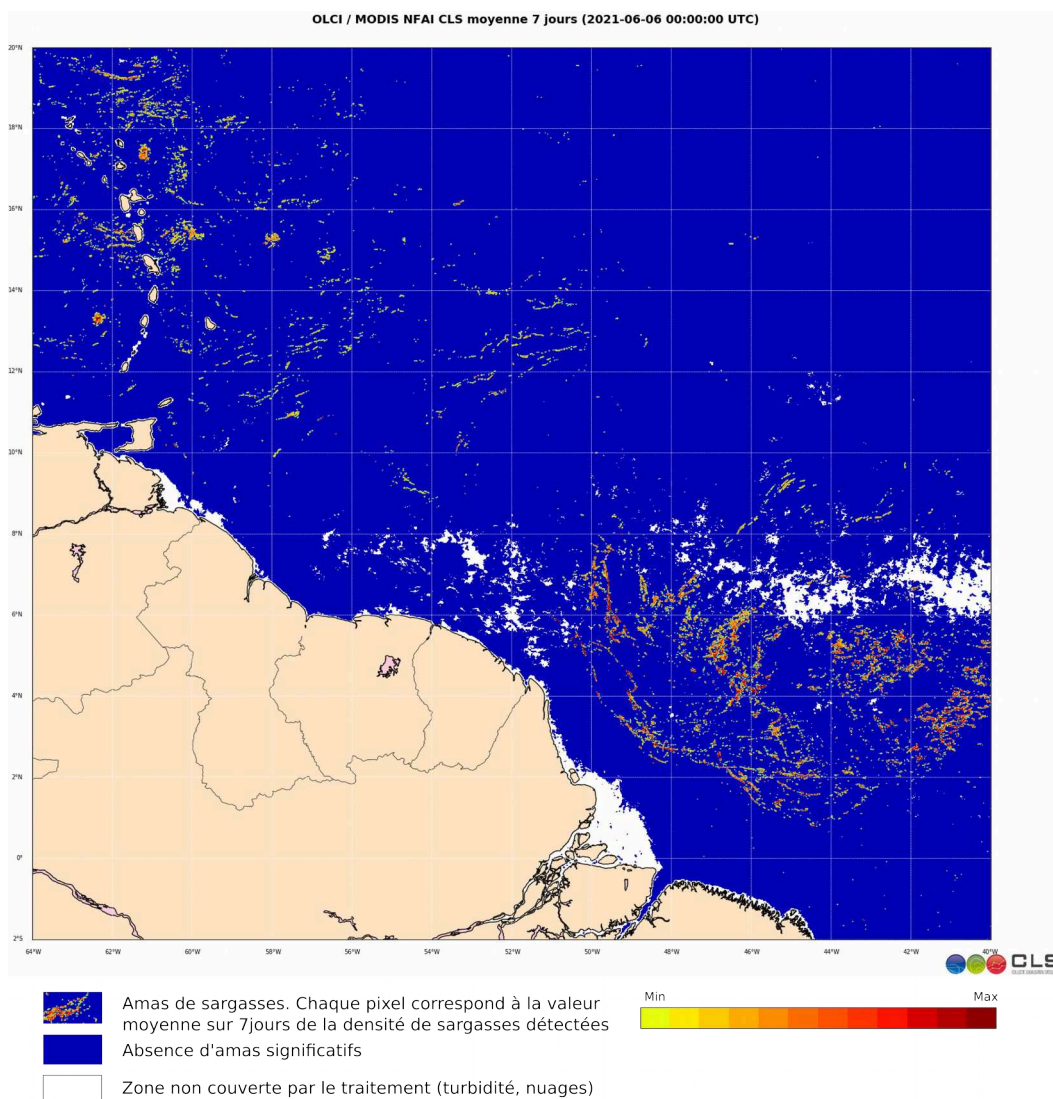 OLCI / MODIS NFAI CLS moyenne 7 jours (2021-06-06 00:00:00 UTC)
20°N
18°N
16°N
14°N
12°N
10°N
8°N
6°N
4°N
2°N
0°
2°S
64°W 62°W 60°W 58°W 56°W 54°W 52°W 50°W 48°W 46°W 44°W 42°W 40°W
CLS
Amas de sargasses. Chaque pixel correspond à la valeur
moyenne sur 7jours de la densité de sargasses détectées
Min Max
Absence d'amas significatifs
Zone non couverte par le traitement (turbidité, nuages)